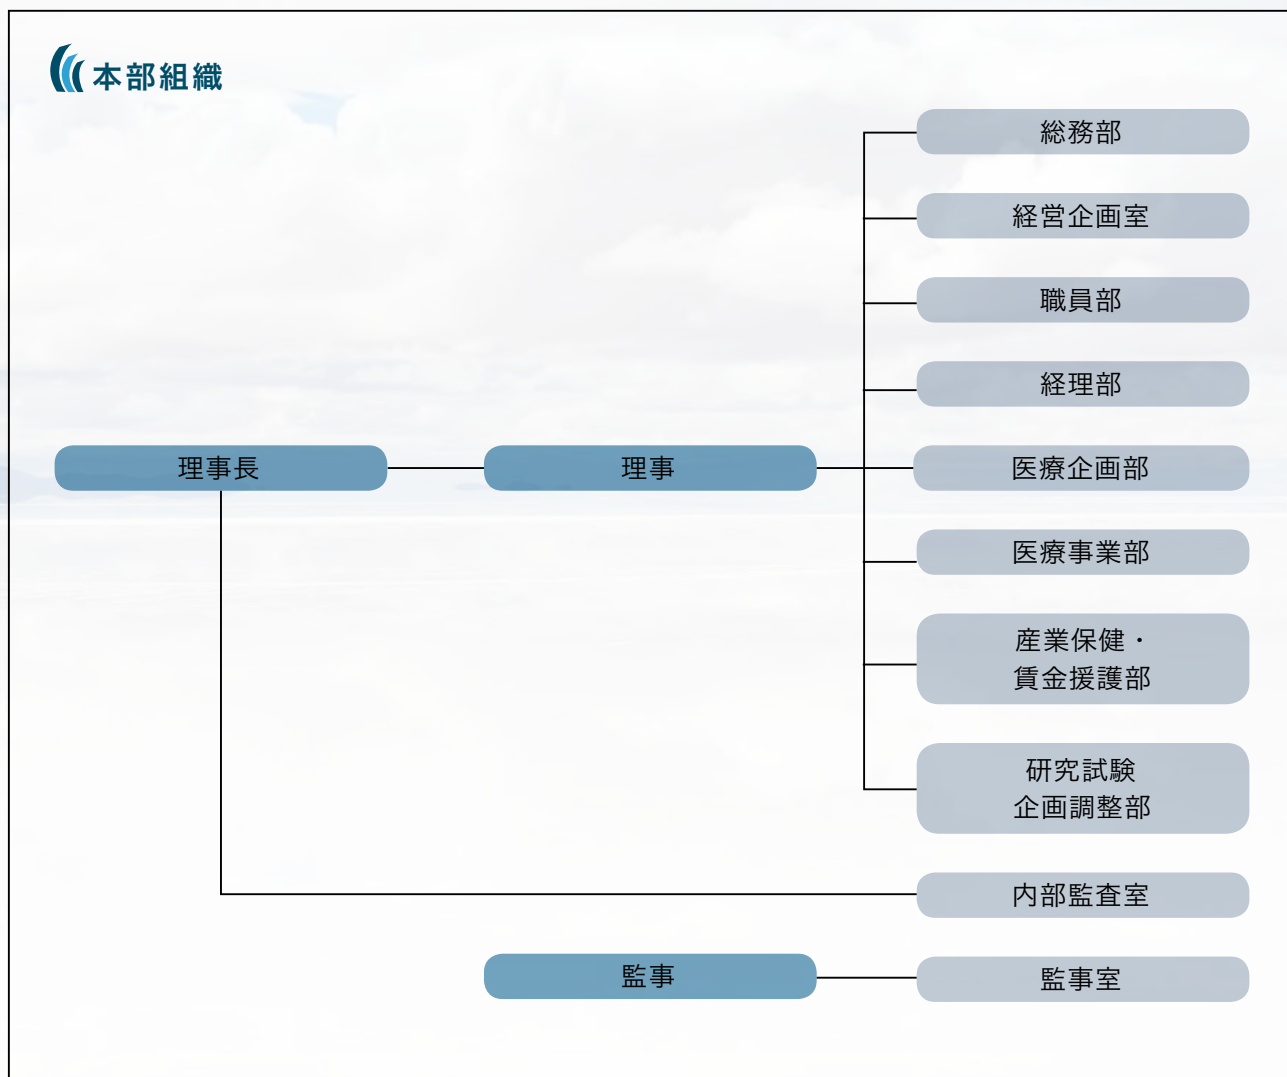 本部組織
総務部
経営企画室
職員部
経理部
理事長
理事
医療企画部
医療事業部
産業保健・
賃金援護部
研究試験
企画調整部
内部監査室
監事
監事室